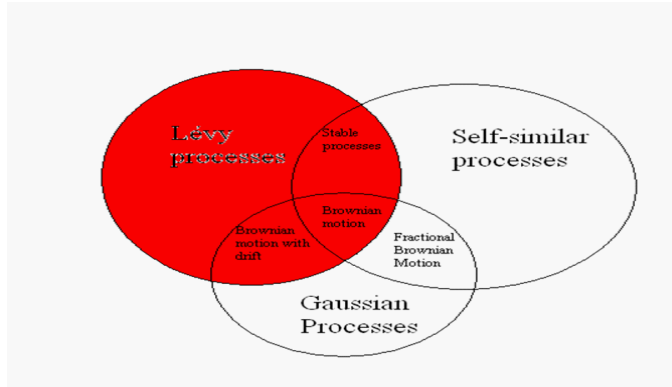 Lévy
processes
Stable
processes
Self-similar
processes
Brownian
motion
Brownian
motion with
drift
Fractional
Brownian
Motion
Gaussian
Processes